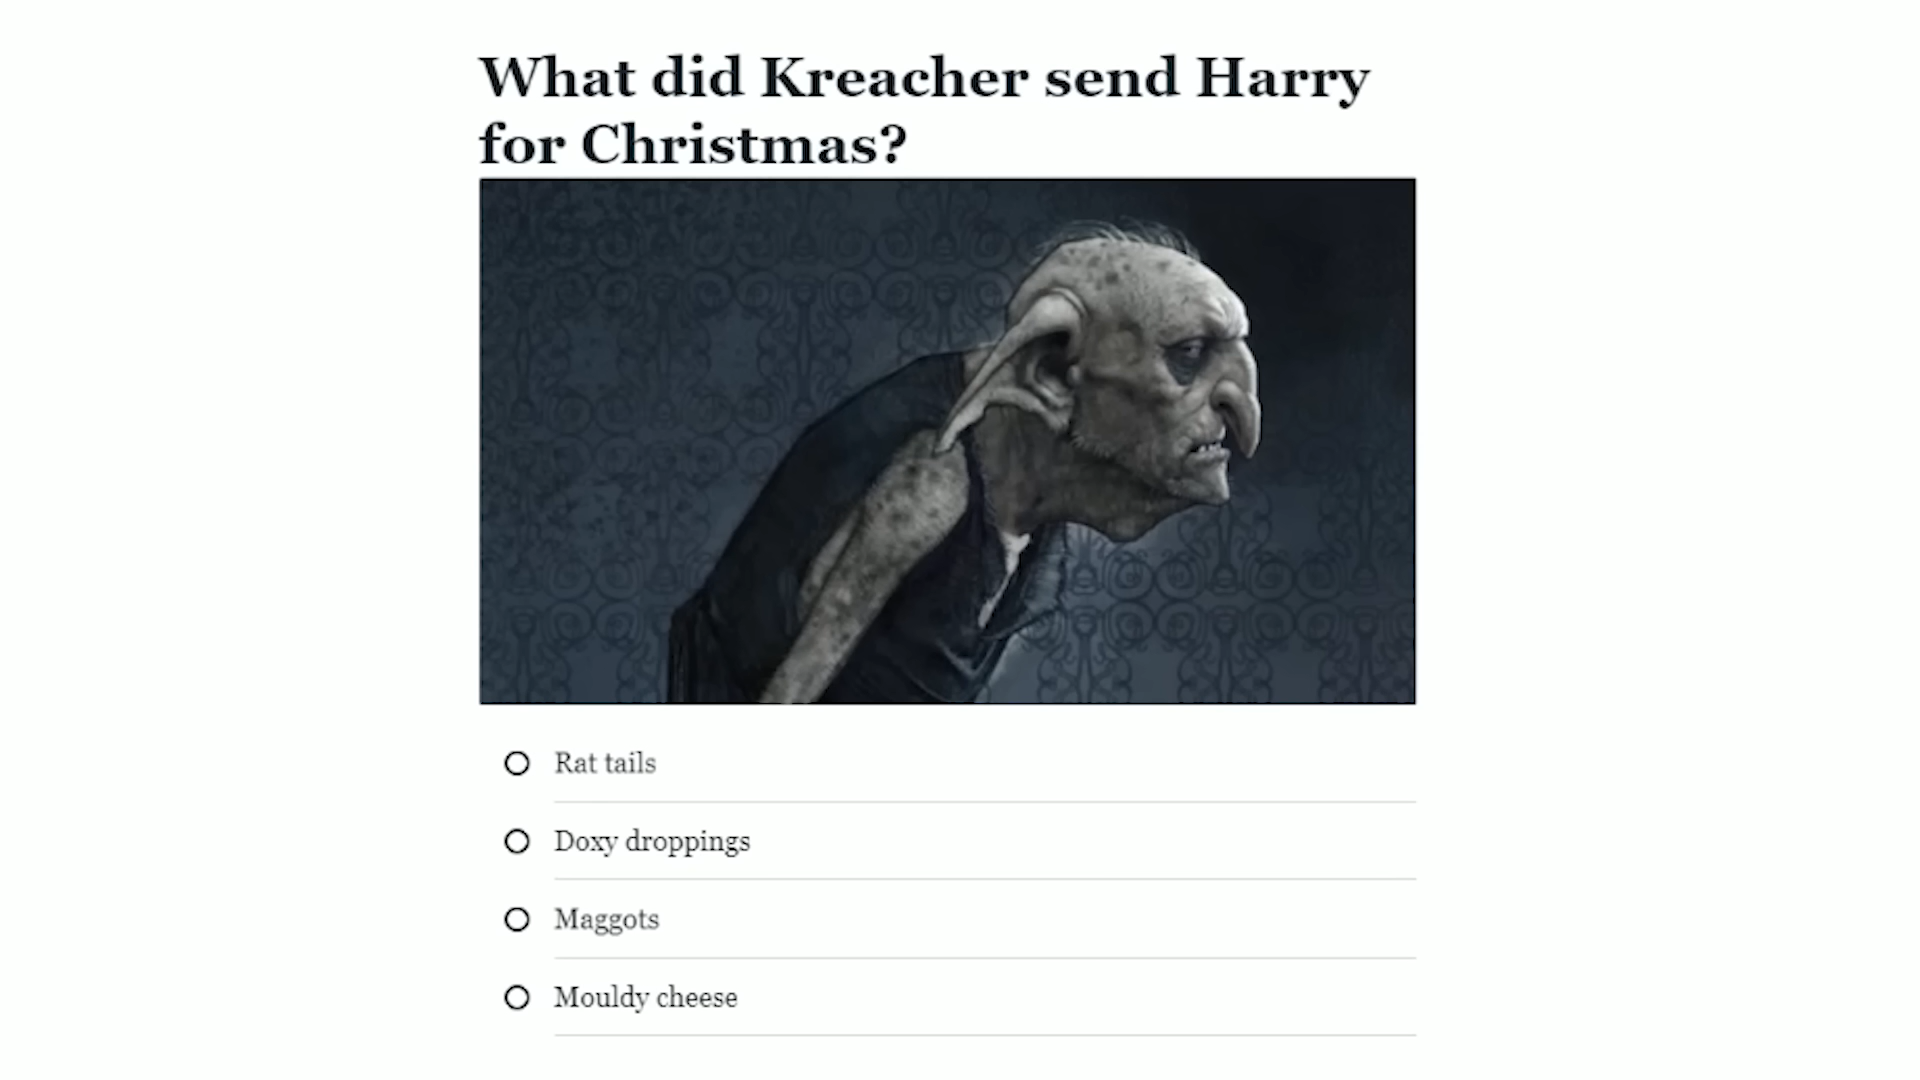 What did Kreacher send Harry
for Christmas?
Rat tails
Doxy droppings
Maggots
Mouldy cheese